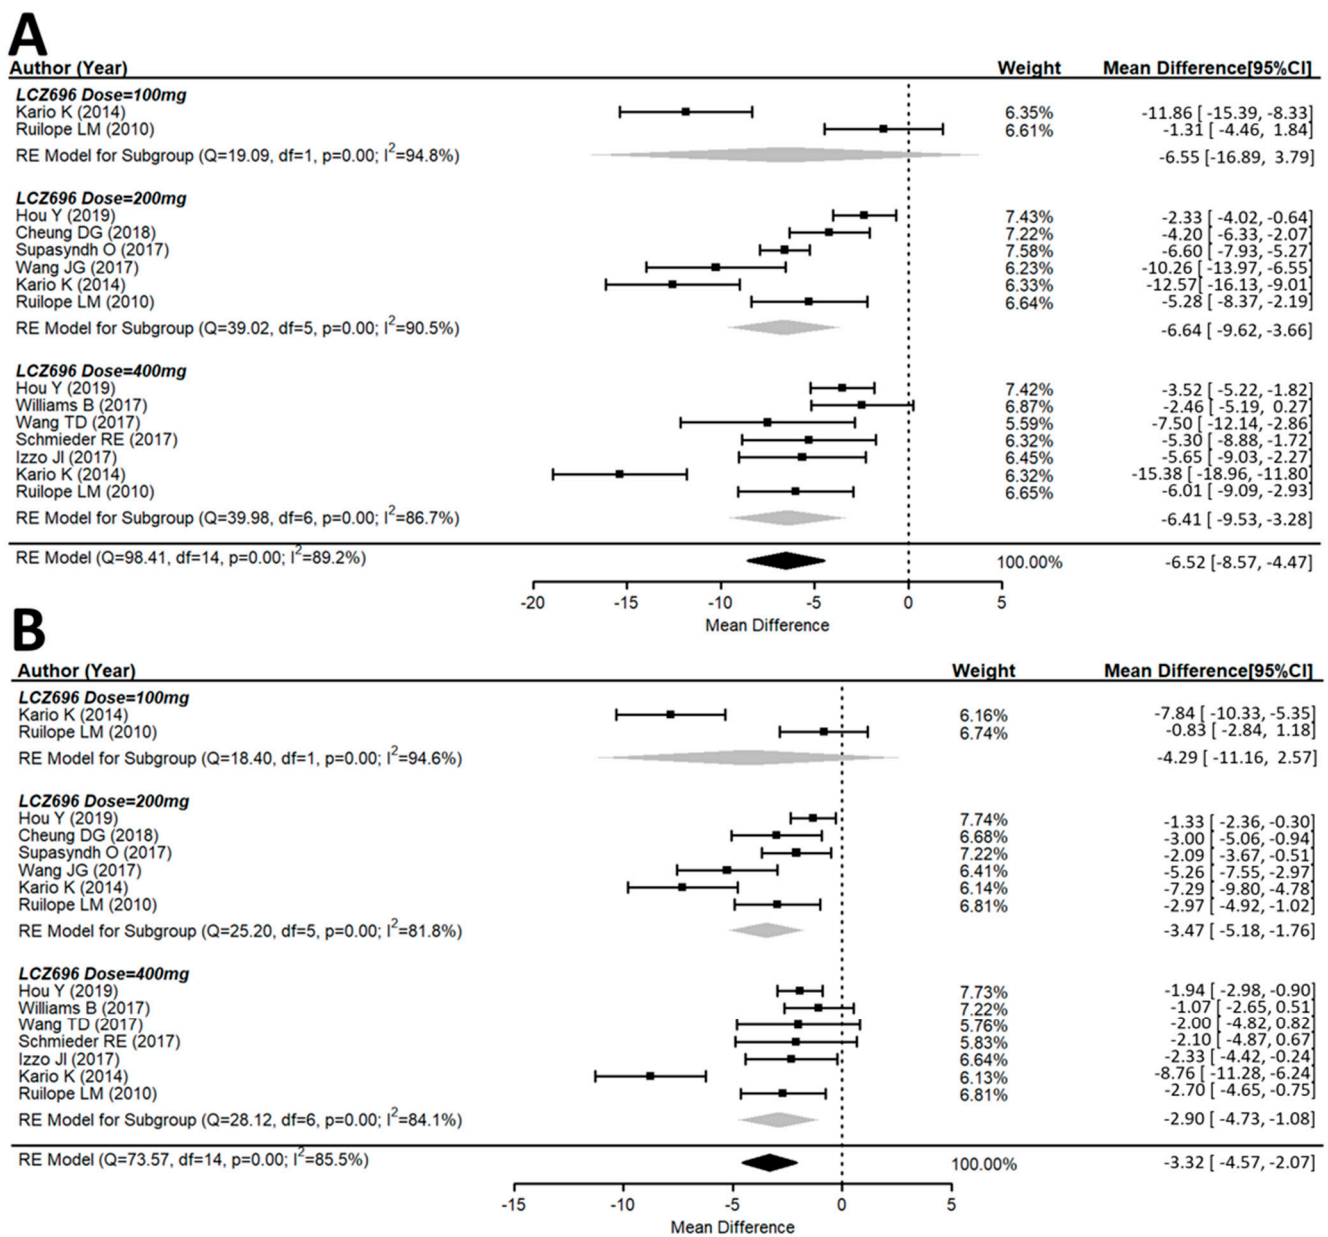 A
Author (Year) Weight Mean Difference[95%CI]
LCZ696 Dose=100mg
Kario K (2014) 6.35% -11.86 [ -15.39, -8.33]
Ruilope LM (2010) 6.61% -1.31 [ -4.46, 1.84]
RE Model for Subgroup (Q=19.09, df=1, p=0.00; I2=94.8%) -6.55 [-16.89, 3.79]
LCZ696 Dose=200mg
Hou Y (2019) 7.43% -2.33 [ -4.02, -0.64]
Cheung DG (2018) 7.22% -4.20 [ -6.33, -2.07]
Supasyndh O (2017) 7.58% -6.60 [ -7.93, -5.27]
Wang JG (2017) 6.23% -10.26 [ -13.97, -6.55]
Kario K (2014) 6.33% -12.57[ -16.13, -9.01]
Ruilope LM (2010) 6.64% -5.28 [ -8.37, -2.19]
RE Model for Subgroup (Q=39.02, df=5, p=0.00; I2=90.5%) -6.64 [ -9.62, -3.66]
LCZ696 Dose=400mg
Hou Y (2019) 7.42% -3.52 [ -5.22, -1.82]
Williams B (2017) 6.87% -2.46 [ -5.19, 0.27]
Wang TD (2017) 5.59% -7.50 [ -12.14, -2.86]
Schmieder RE (2017) 6.32% -5.30 [ -8.88, -1.72]
Izzo JI (2017) 6.45% -5.65 [ -9.03, -2.27]
Kario K (2014) 6.32% -15.38 [ -18.96, -11.80]
Ruilope LM (2010) 6.65% -6.01 [ -9.09, -2.93]
RE Model for Subgroup (Q=39.98, df=6, p=0.00; I2=86.7%) -6.41 [ -9.53, -3.28]
RE Model (Q=98.41, df=14, p=0.00; I2=89.2%) 100.00% -6.52 [-8.57, -4.47]
-20 -15 -10 -5 0 5
Mean Difference
B
Author (Year) Weight Mean Difference[95%CI]
LCZ696 Dose=100mg
Kario K (2014) 6.16% -7.84 [ -10.33, -5.35]
Ruilope LM (2010) 6.74% -0.83 [ -2.84, 1.18]
RE Model for Subgroup (Q=18.40, df=1, p=0.00; I2=94.6%) -4.29 [ -11.16, 2.57]
LCZ696 Dose=200mg
Hou Y (2019) 7.74% -1.33 [ -2.36, -0.30]
Cheung DG (2018) 6.68% -3.00 [ -5.06, -0.94]
Supasyndh O (2017) 7.22% -2.09 [ -3.67, -0.51]
Wang JG (2017) 6.41% -5.26 [ -7.55, -2.97]
Kario K (2014) 6.14% -7.29 [ -9.80, -4.78]
Ruilope LM (2010) 6.81% -2.97 [ -4.92, -1.02]
RE Model for Subgroup (Q=25.20, df=5, p=0.00; I2=81.8%) -3.47 [ -5.18, -1.76]
LCZ696 Dose=400mg
Hou Y (2019) 7.73% -1.94 [ -2.98, -0.90]
Williams B (2017) 7.22% -1.07 [ -2.65, 0.51]
Wang TD (2017) 5.76% -2.00 [ -4.82, 0.82]
Schmieder RE (2017) 5.83% -2.10 [ -4.87, 0.67]
Izzo JI (2017) 6.64% -2.33 [ -4.42, -0.24]
Kario K (2014) 6.13% -8.76 [ -11.28, -6.24]
Ruilope LM (2010) 6.81% -2.70 [ -4.65, -0.75]
RE Model for Subgroup (Q=28.12, df=6, p=0.00; I2=84.1%) -2.90 [ -4.73, -1.08]
RE Model (Q=73.57, df=14, p=0.00; I2=85.5%) 100.00% -3.32 [ -4.57, -2.07]
-15 -10 -5 0 5
Mean Difference